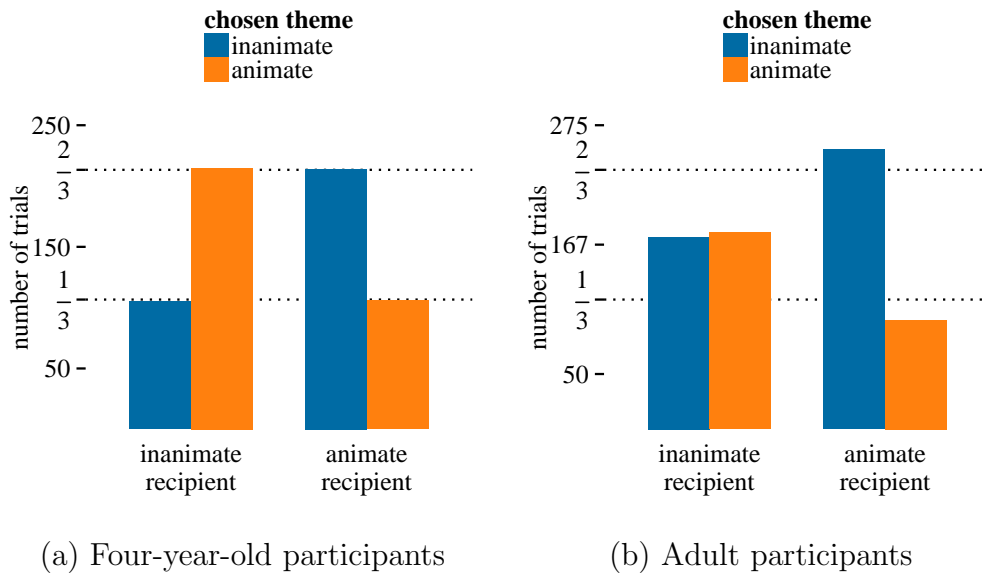 chosen theme
inanimate
animate
250
2
3
150
1
3
50
number of trials
inanimate
recipient
animate
recipient
(a) Four-year-old participants
chosen theme
inanimate
animate
275
2
3
167
1
3
50
number of trials
inanimate
recipient
animate
recipient
(b) Adult participants